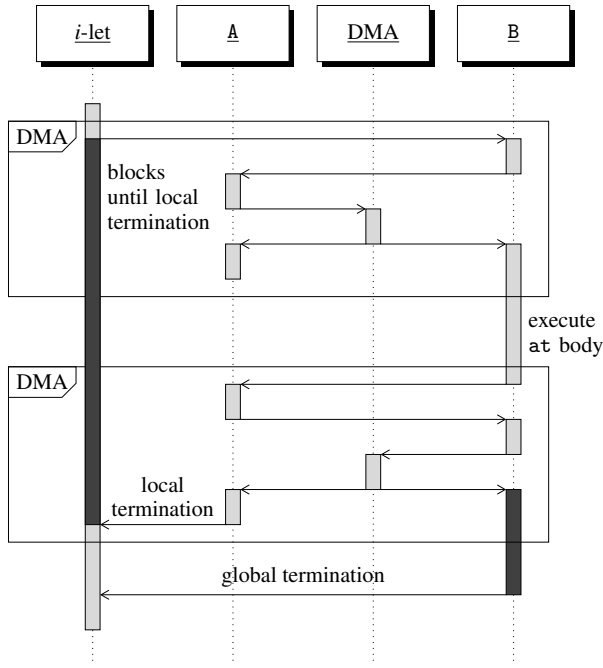 i-let
A
DMA
B
DMA
blocks
until local
termination
execute
at body
DMA
local
termination
global termination